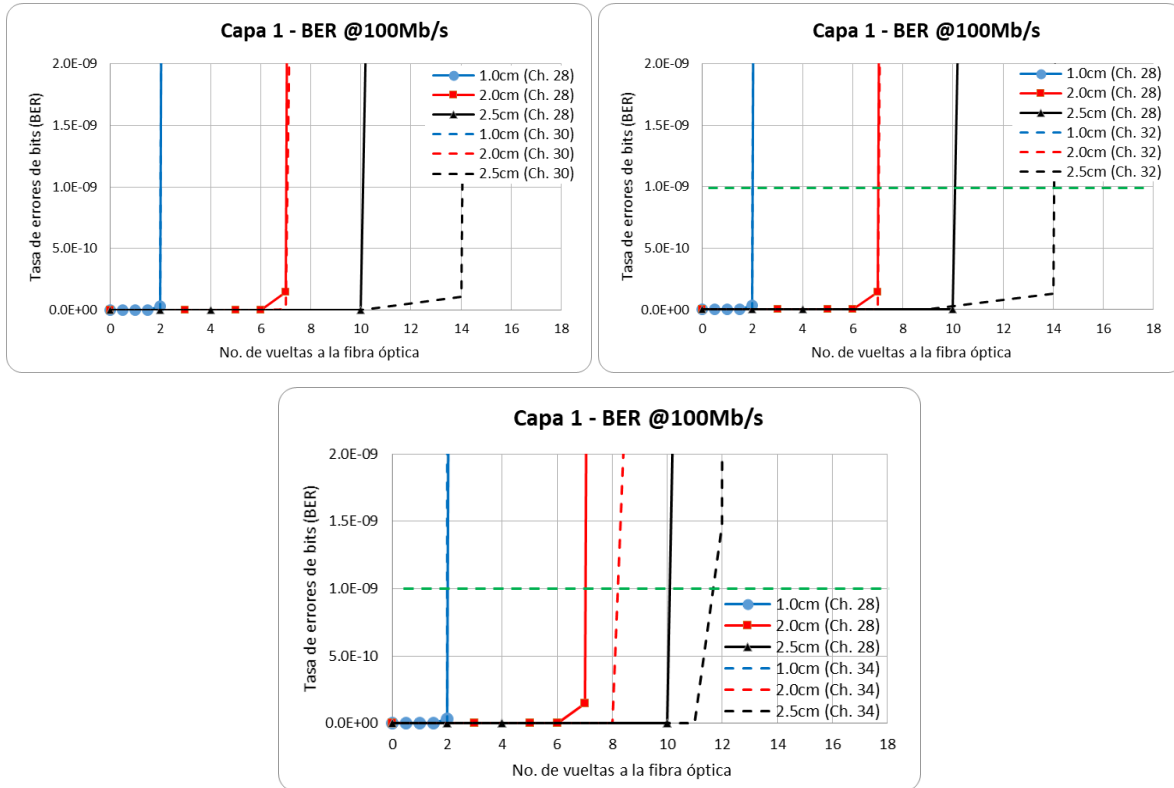 Capa 1 - BER @100Mb/s
Tasa de errores de bits (BER)
2.0E-09
1.5E-09
1.0E-09
5.0E-10
0.0E+00
1.0cm (Ch. 28)
2.0cm (Ch. 28)
2.5cm (Ch. 28)
1.0cm (Ch. 30)
2.0cm (Ch. 30)
2.5cm (Ch. 30)
0 2 4 6 8 10 12 14 16 18
No. de vueltas a la fibra óptica
Capa 1 - BER @100Mb/s
Tasa de errores de bits (BER)
2.0E-09
1.5E-09
1.0E-09
5.0E-10
0.0E+00
1.0cm (Ch. 28)
2.0cm (Ch. 28)
2.5cm (Ch. 28)
1.0cm (Ch. 32)
2.0cm (Ch. 32)
2.5cm (Ch. 32)
0 2 4 6 8 10 12 14 16 18
No. de vueltas a la fibra óptica
Capa 1 - BER @100Mb/s
Tasa de errores de bits (BER)
2.0E-09
1.5E-09
1.0E-09
5.0E-10
0.0E+00
1.0cm (Ch. 28)
2.0cm (Ch. 28)
2.5cm (Ch. 28)
1.0cm (Ch. 34)
2.0cm (Ch. 34)
2.5cm (Ch. 34)
0 2 4 6 8 10 12 14 16 18
No. de vueltas a la fibra óptica